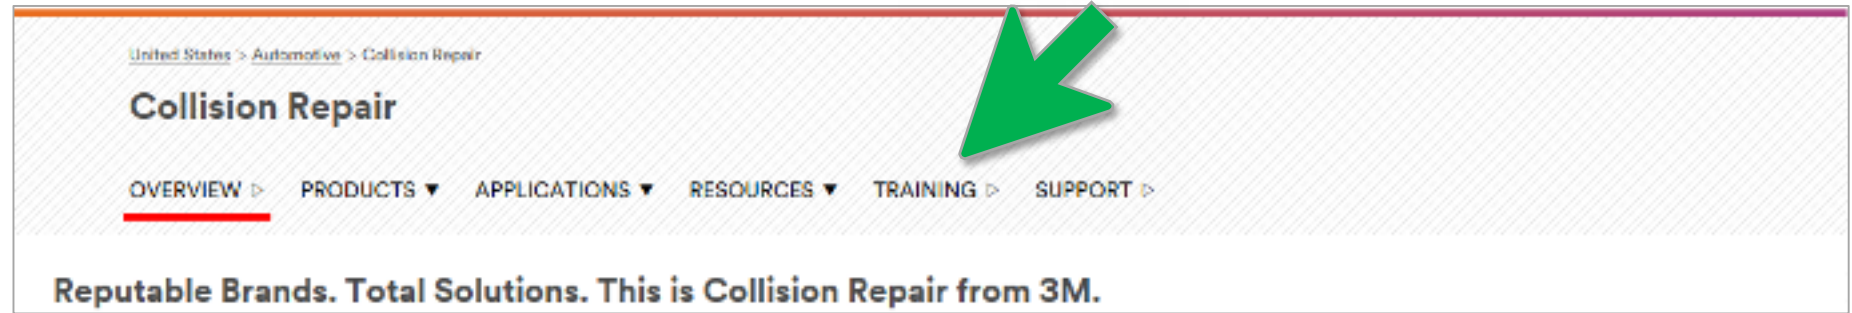 United States > Automotive > Collision Repair
Collision Repair
OVERVIEW ▷ PRODUCTS ▼ APPLICATIONS ▼ RESOURCES ▼ TRAINING ▷ SUPPORT ▷
Reputable Brands. Total Solutions. This is Collision Repair from 3M.